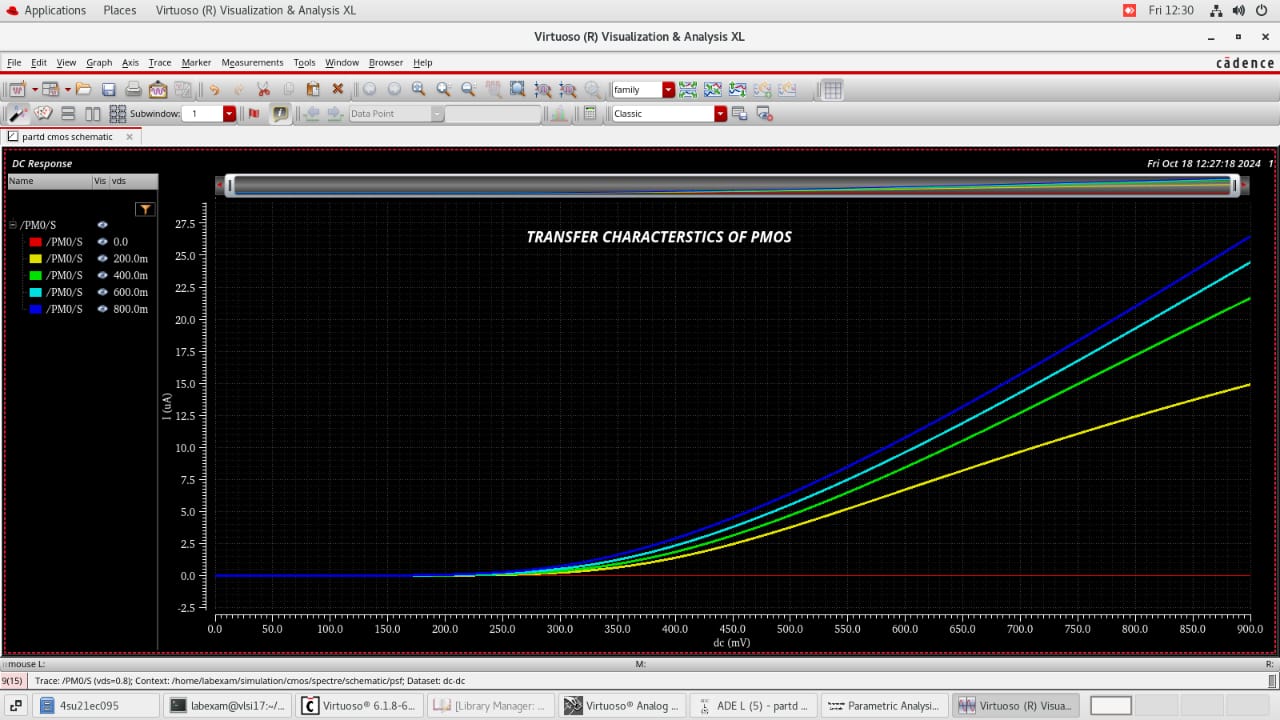 Applications Places Virtuoso (R) Visualization & Analysis XL Fri 12:30
Virtuoso (R) Visualization & Analysis XL
File Edit View Graph Axis Trace Marker Measurements Tools Window Browser Help cādence
family
Subwindow: 1 Data Point Classic
partd cmos schematic
DC Response Fri Oct 18 12:27:18 2024 1
Name Vis vds
/PM0/S
/PM0/S 0.0
/PM0/S 200.0m
/PM0/S 400.0m
/PM0/S 600.0m
/PM0/S 800.0m
TRANSFER CHARACTERSTICS OF PMOS
27.5
25.0
22.5
20.0
17.5
15.0
12.5
10.0
7.5
5.0
2.5
0.0
-2.5
I (uA)
0.0 50.0 100.0 150.0 200.0 250.0 300.0 350.0 400.0 450.0 500.0 550.0 600.0 650.0 700.0 750.0 800.0 850.0 900.0
dc (mV)
mouse L: M: R:
9(15) Trace: /PM0/S (vds=0.8); Context: /home/labexam/simulation/cmos/spectre/schematic/psf; Dataset: dc-dc
4su21ec095 labexam@vlsi17:~/... Virtuoso® 6.1.8-6... [Library Manager: ... Virtuoso® Analog ... ADE L (5) - partd ... Parametric Analysi... Virtuoso (R) Visua...